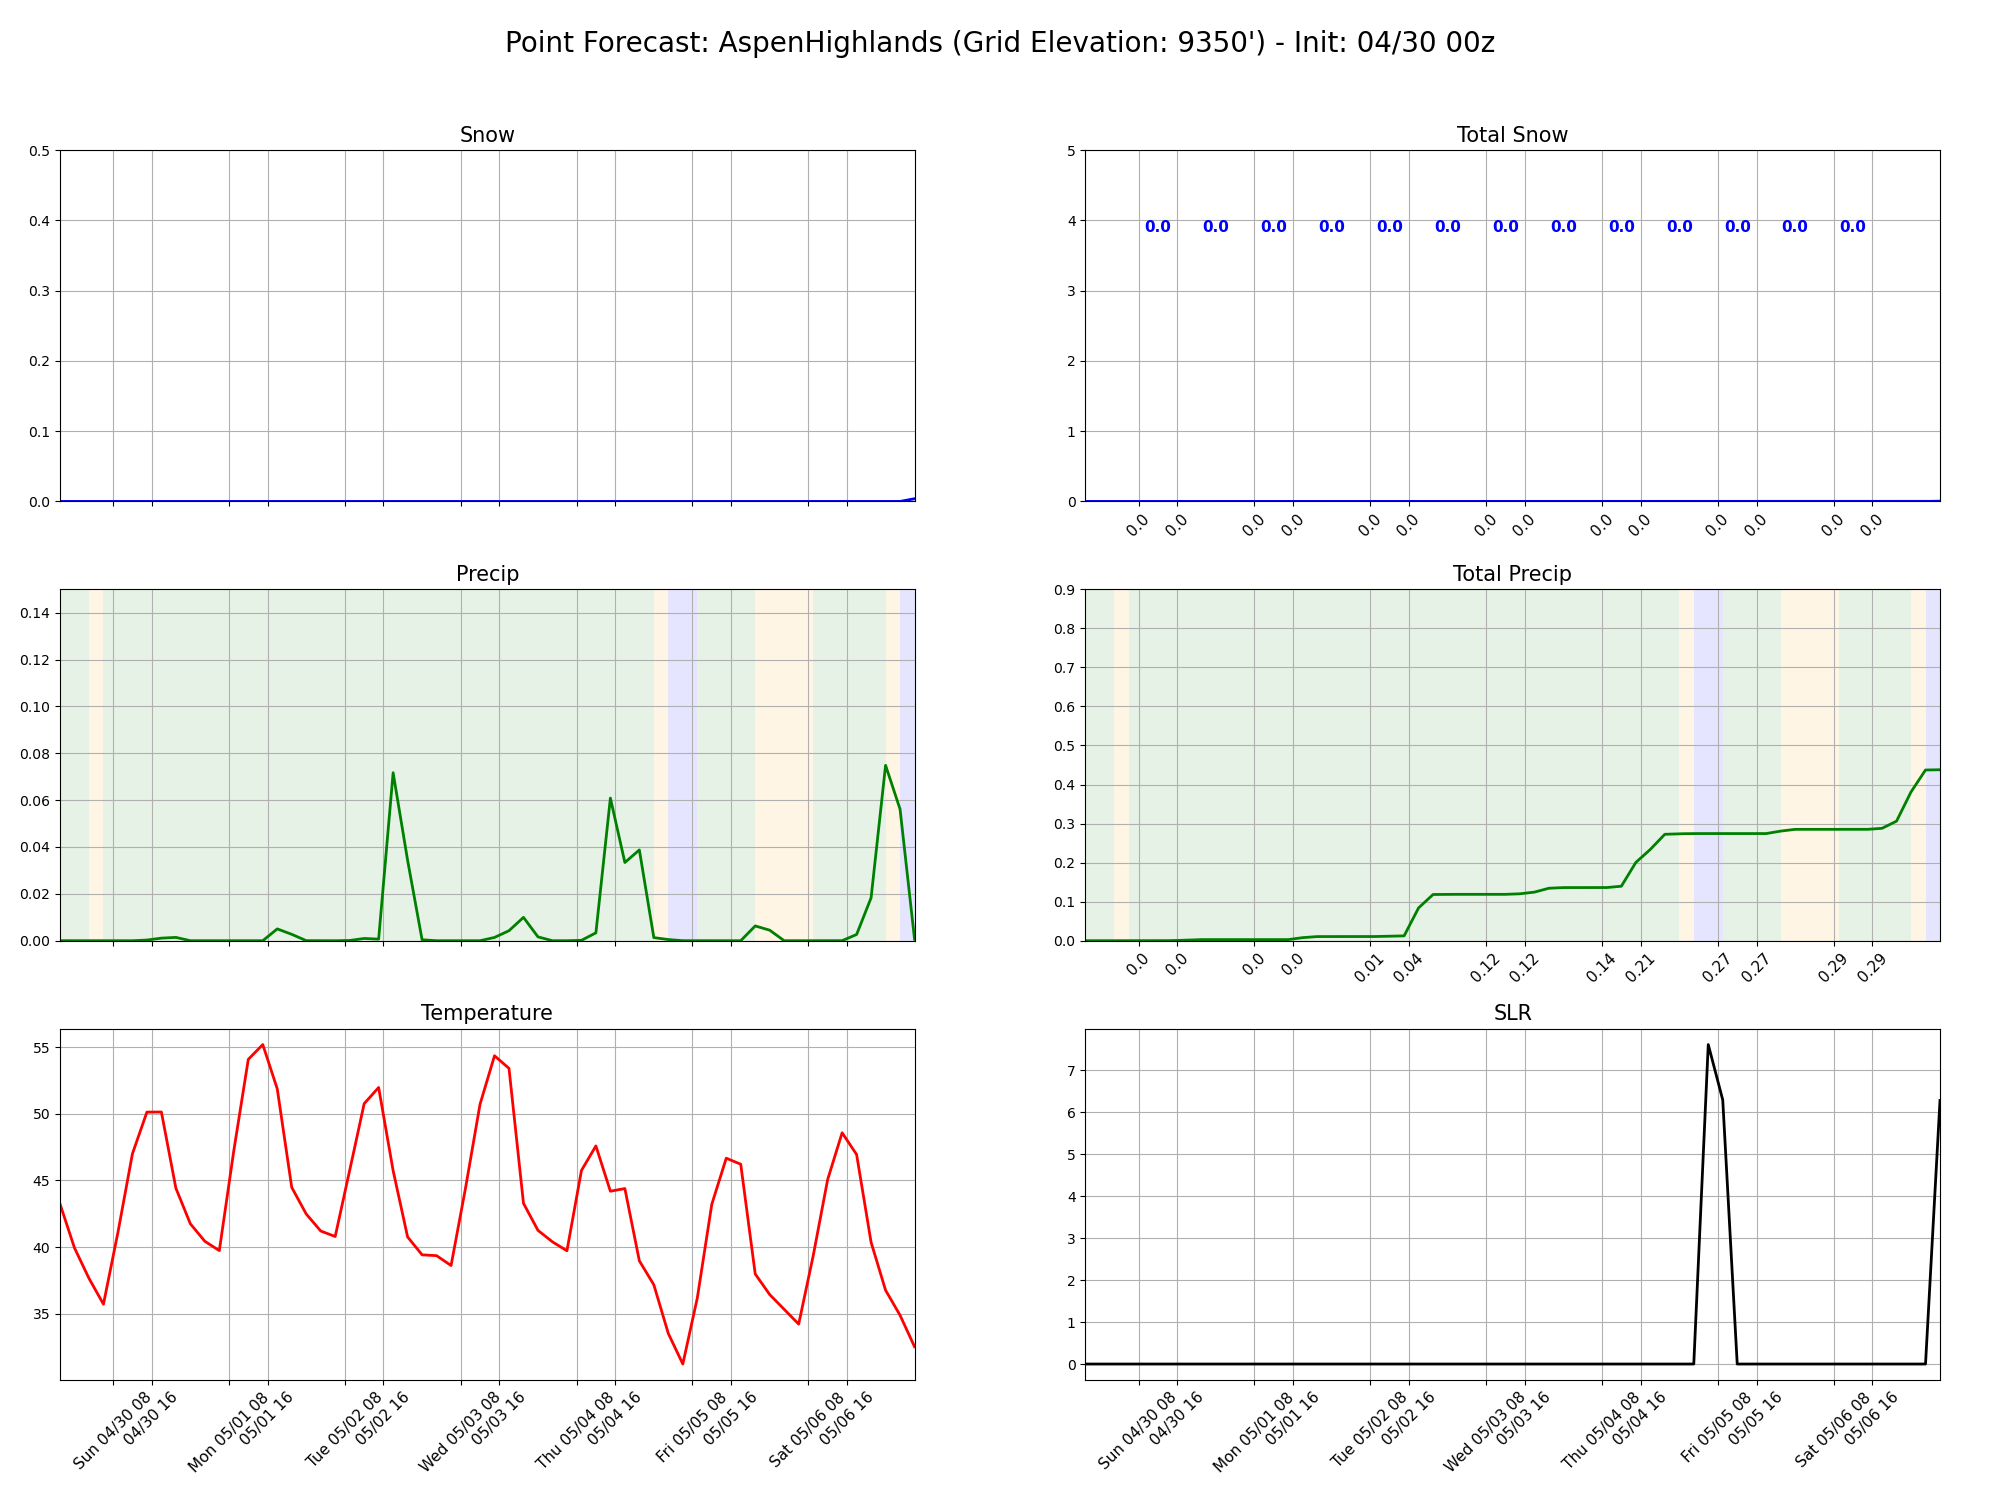 Point Forecast: AspenHighlands (Grid Elevation: 9350') - Init: 04/30 00z
Snow
0.5
0.4
0.3
0.2
0.1
0.0
Total Snow
5
4
3
2
1
0
0.0 0.0 0.0 0.0 0.0 0.0 0.0 0.0 0.0 0.0 0.0 0.0 0.0
0.0 0.0 0.0 0.0 0.0 0.0 0.0 0.0 0.0 0.0 0.0 0.0 0.0 0.0
Precip
0.14
0.12
0.10
0.08
0.06
0.04
0.02
0.00
Total Precip
0.9
0.8
0.7
0.6
0.5
0.4
0.3
0.2
0.1
0.0
0.0 0.0 0.0 0.0 0.01 0.04 0.12 0.12 0.14 0.21 0.27 0.27 0.29 0.29
Temperature
55
50
45
40
35
Sun 04/30 08
04/30 16
Mon 05/01 08
05/01 16
Tue 05/02 08
05/02 16
Wed 05/03 08
05/03 16
Thu 05/04 08
05/04 16
Fri 05/05 08
05/05 16
Sat 05/06 08
05/06 16
SLR
7
6
5
4
3
2
1
0
Sun 04/30 08
04/30 16
Mon 05/01 08
05/01 16
Tue 05/02 08
05/02 16
Wed 05/03 08
05/03 16
Thu 05/04 08
05/04 16
Fri 05/05 08
05/05 16
Sat 05/06 08
05/06 16